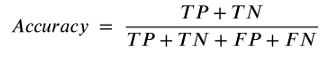 Accuracy = TP + TN / TP + TN + FP + FN